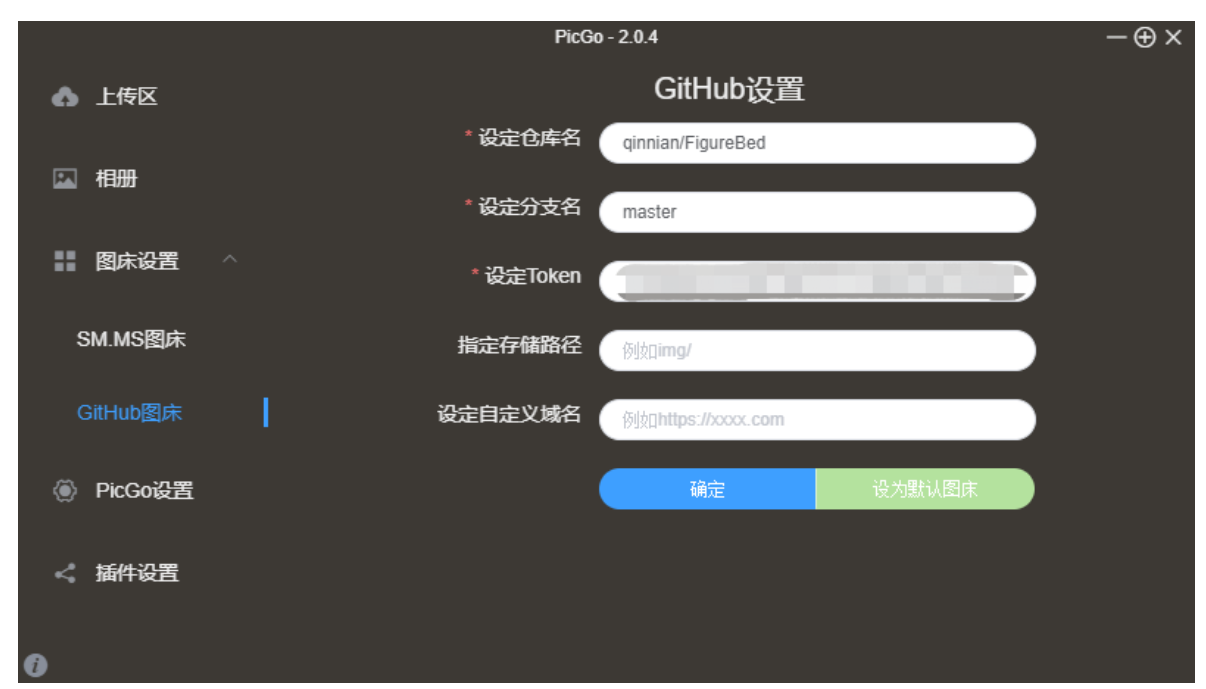 PicGo - 2.0.4
上传区
相册
图床设置
SM.MS图床
GitHub图床
PicGo设置
插件设置
GitHub设置
* 设定仓库名 qinnian/FigureBed
* 设定分支名 master
* 设定Token
指定存储路径 例如img/
设定自定义域名 例如https://xxxx.com
确定 设为默认图床